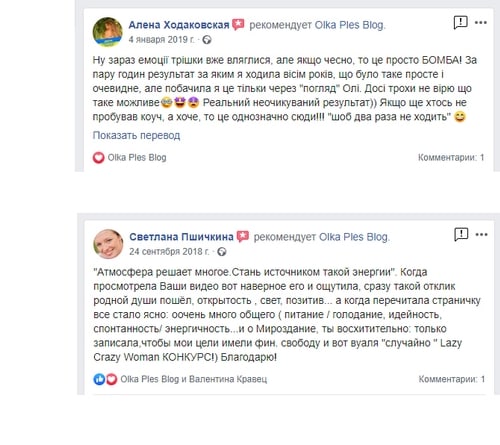 Алена Ходаковская рекомендует Olka Ples Blog.
4 января 2019 г.
Ну зараз емоції трішки вже вляглися, але якщо чесно, то це просто БОМБА! За
пару годин результат за яким я ходила вісім років, що було таке просте і
очевидне, але побачила я це тільки через "погляд" Олі. Досі трохи не вірю що
таке можливе🥹🤩😍 Реальний неочикуваний результат)) Якщо ще хтось не
пробував коуч, а хоче, то це однозначно сюди!!! "шоб два раза не ходить" 😄
Показать перевод
Olka Ples Blog Комментарии: 1
Светлана Пшичкина рекомендует Olka Ples Blog.
24 сентября 2018 г.
"Атмосфера решает многое.Стань источником такой энергии". Когда
просмотрела Ваши видео вот наверное его и ощутила, сразу такой отклик
родной души пошёл, открытость , свет, позитив... а когда перечитала страничку
все стало ясно: оочень много общего ( питание / голодание, идейность,
спонтанность/ энергичность...и о Мироздание, ты восхитительно: только
записала,чтобы мои цели имели фин. свободу и вот вуаля "случайно " Lazy
Crazy Woman КОНКУРС!) Благодарю!
Olka Ples Blog и Валентина Кравец Комментарии: 1